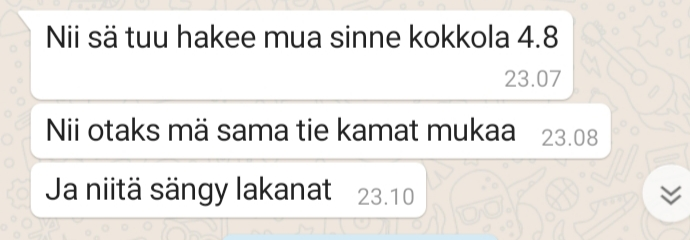 Nii sä tuu hakee mua sinne kokkola 4.8
23.07
Nii otaks mä sama tie kamat mukaa 23.08
Ja niitä sängy lakanat 23.10